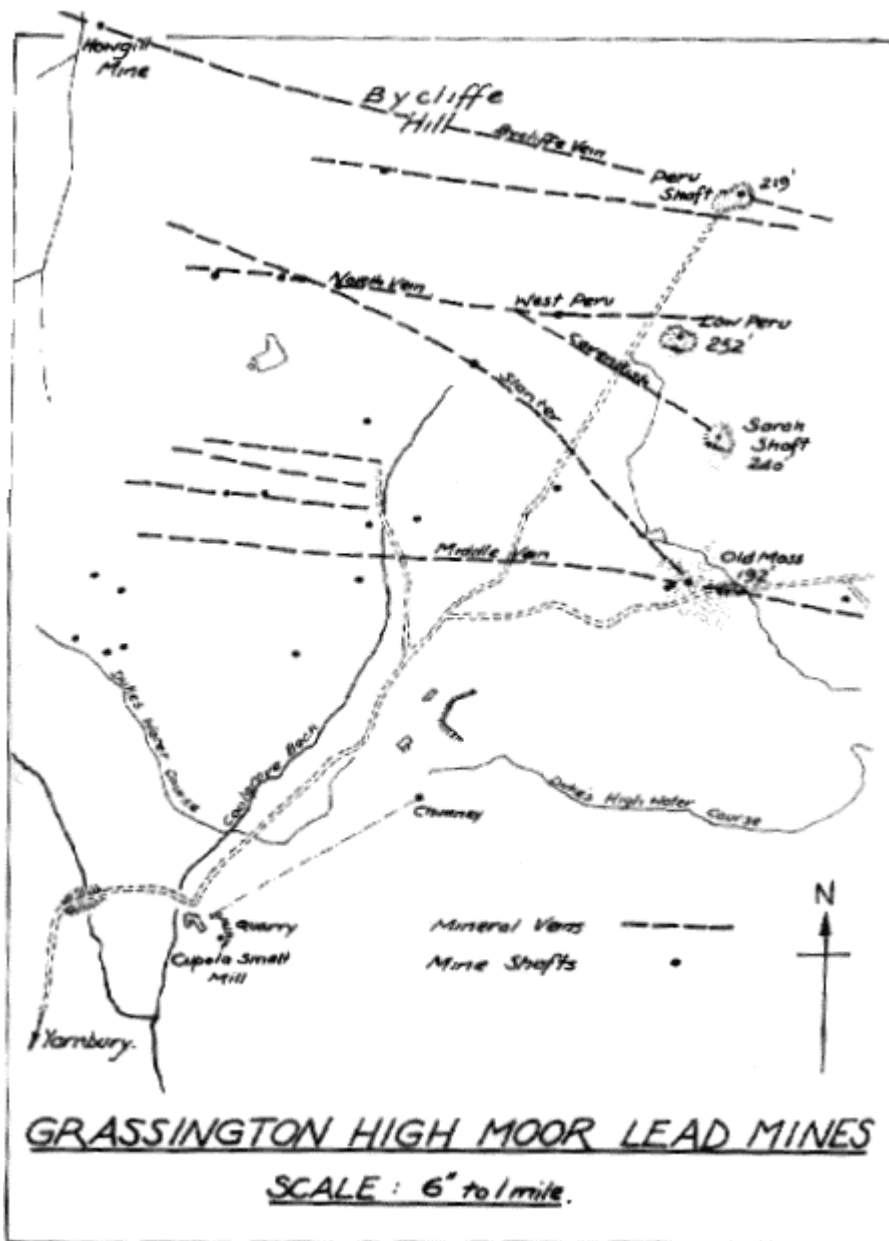 Howgill
Mine
Bycliffe
Hill
Bycliffe Vein
Peru
Shaft
219'
North Vein
West Peru
Low Peru
252'
Cavendish
Slanter
Sarah
Shaft
240'
Middle Vein
Old Moss
192'
Duke's Water Course
Coalgrove Beck
Chimney
Duke's High Water
Course
N
Quarry
Cupola Smelt
Mill
Mineral Veins
Mine Shafts
Yarnbury.
GRASSINGTON HIGH MOOR LEAD MINES
SCALE : 6" to 1 mile.